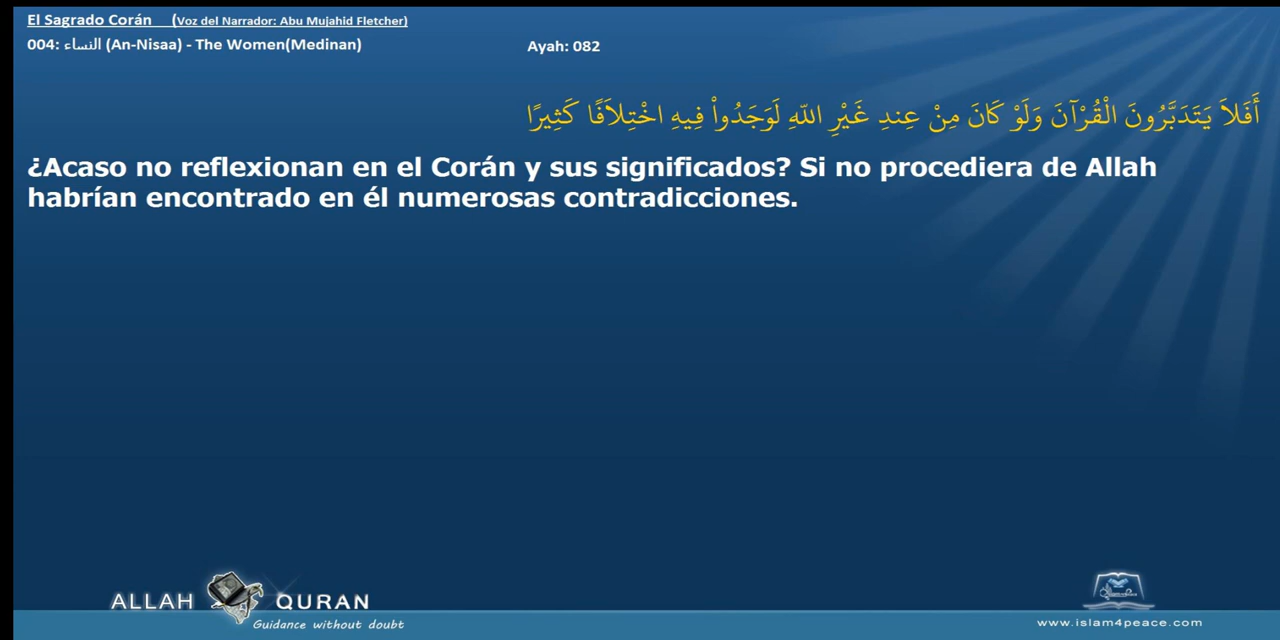 El Sagrado Corán (Voz del Narrador: Abu Mujahid Fletcher)
004: النساء (An-Nisaa) - The Women(Medinan) Ayah: 082
أَفَلاَ يَتَدَبَّرُونَ الْقُرْآنَ وَلَوْ كَانَ مِنْ عِندِ غَيْرِ اللّهِ لَوَجَدُواْ فِيهِ اخْتِلاَفًا كَثِيرًا
¿Acaso no reflexionan en el Corán y sus significados? Si no procediera de Allah
habrían encontrado en él numerosas contradicciones.
ALLAH QURAN
Guidance without doubt
www.islam4peace.com